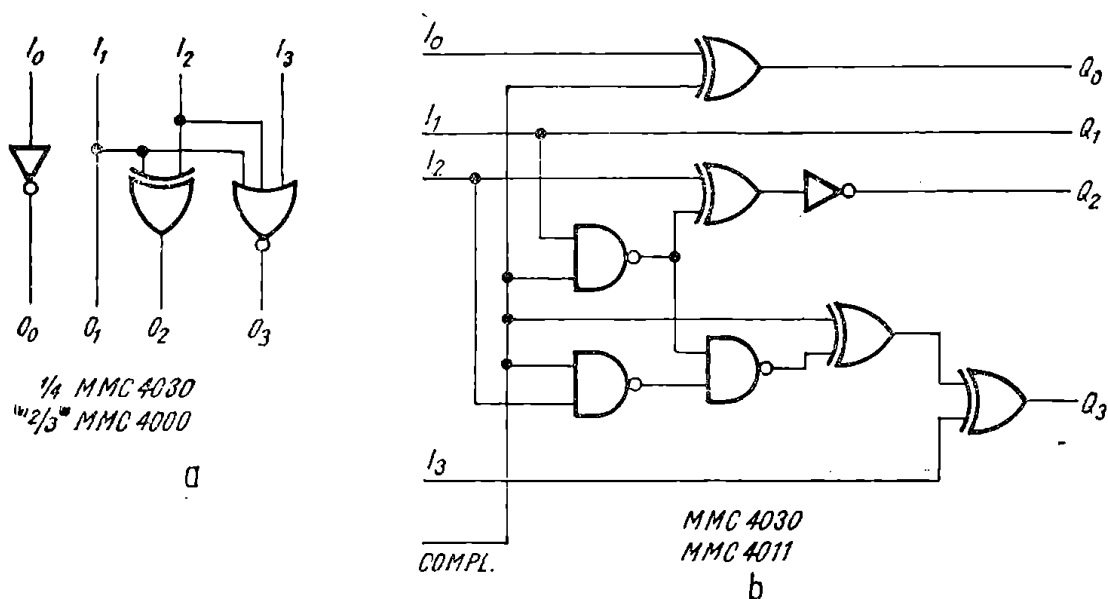 I0 I1 I2 I3
O0 O1 O2 O3
1/4 MMC 4030
2/3 MMC 4000
a
I0
Q0
I1
Q1
I2
Q2
Q3
I3
COMPL.
MMC 4030
MMC 4011
b